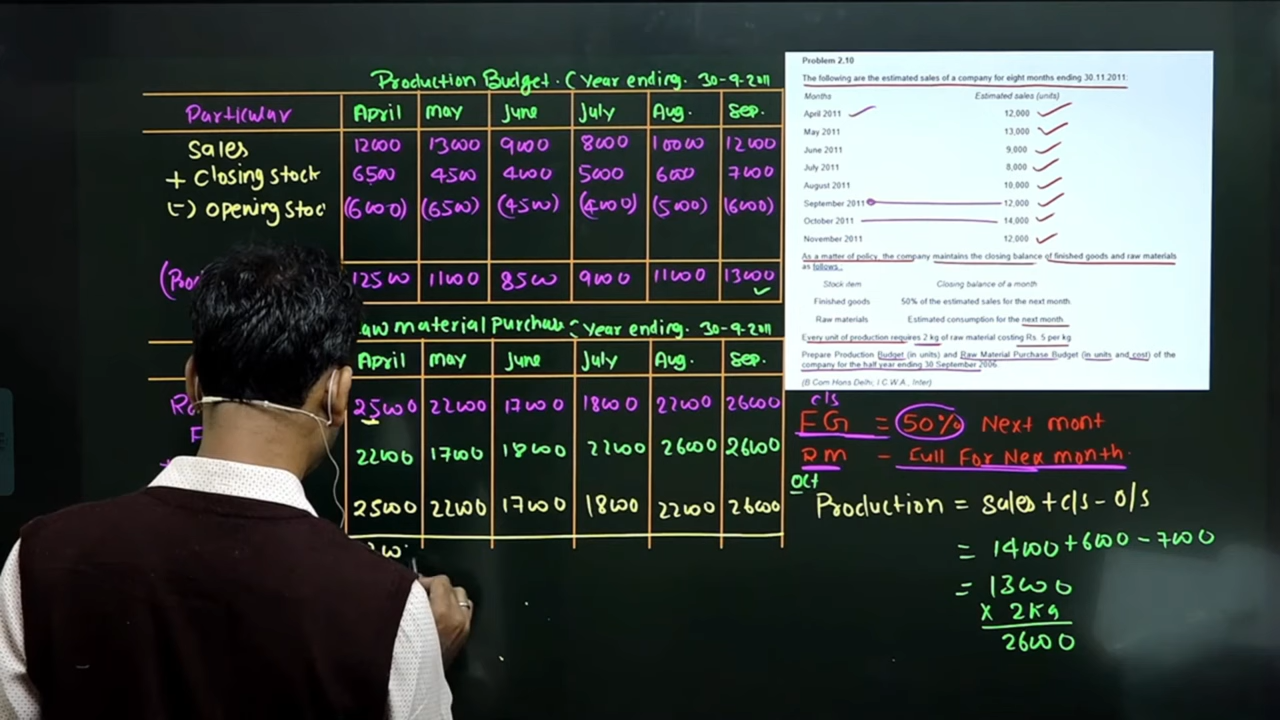 Production Budget. (Year ending. 30-9-2011
Particular April May June July Aug. Sep.
Sales 12000 13000 9000 8000 10000 12000
+ Closing stock 6500 4500 4000 5000 6000 7000
(-) Opening stoc (6000) (6500) (4500) (4000) (5000) (6000)
12500 11000 8500 9000 11000 13000
raw material Purchase (Year ending. 30-9-2011
April May June July Aug. Sep.
25000 22000 17000 18000 22000 26000
22000 17000 18000 22000 26000 26000
25000 22000 17000 18000 22000 26000
Problem 2.10
The following are the estimated sales of a company for eight months ending 30.11.2011:
Months Estimated sales (units)
April 2011 12,000
May 2011 13,000
June 2011 9,000
July 2011 8,000
August 2011 10,000
September 2011 12,000
October 2011 14,000
November 2011 12,000
As a matter of policy, the company maintains the closing balance of finished goods and raw materials
as follows :
Stock item Closing balance of a month
Finished goods 50% of the estimated sales for the next month.
Raw materials Estimated consumption for the next month.
Every unit of production requires 2 kg of raw material costing Rs. 5 per kg
Prepare Production Budget (in units) and Raw Material Purchase Budget (in units and cost) of the
company for the half year ending 30 September 2006.
(B Com Hons Delhi; I.C.W.A., Inter)
c/s
FG = 50% Next mont
RM - Full For Nex month.
Oct
Production = Sales + c/s - O/s
= 14000 + 6000 - 7000
= 13000
X 2kg
26000